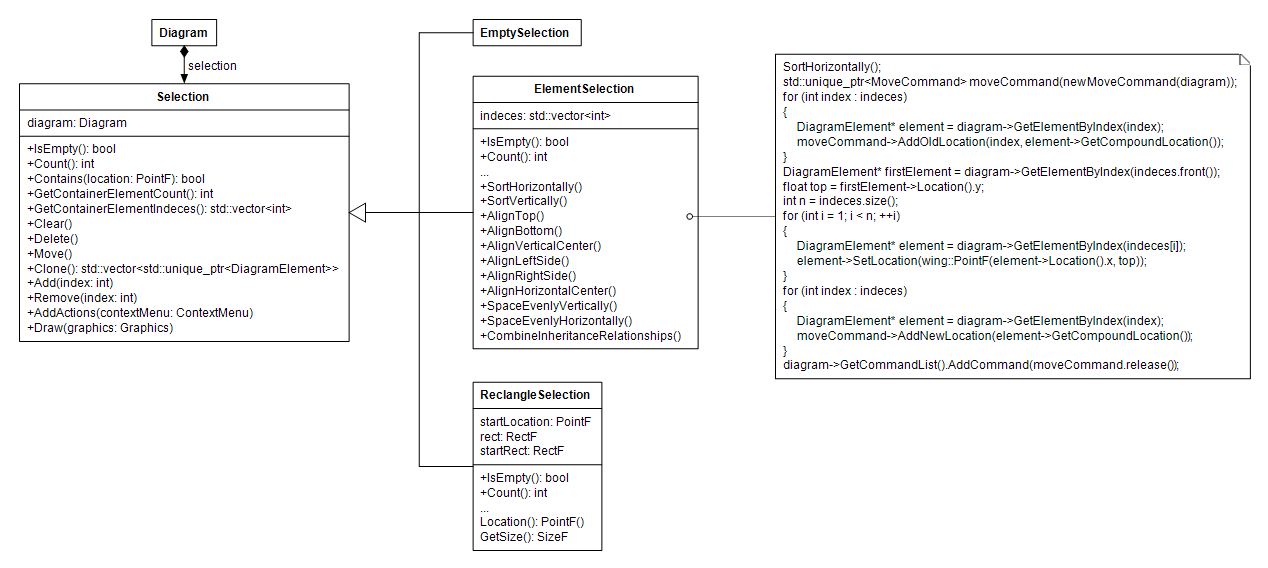 Diagram
selection
Selection
diagram: Diagram
+IsEmpty(): bool
+Count(): int
+Contains(location: PointF): bool
+GetContainerElementCount(): int
+GetContainerElementIndeces(): std::vector<int>
+Clear()
+Delete()
+Move()
+Clone(): std::vector<std::unique_ptr<DiagramElement>>
+Add(index: int)
+Remove(index: int)
+AddActions(contextMenu: ContextMenu)
+Draw(graphics: Graphics)
EmptySelection
ElementSelection
indeces: std::vector<int>
+IsEmpty(): bool
+Count(): int
...
+SortHorizontally()
+SortVertically()
+AlignTop()
+AlignBottom()
+AlignVerticalCenter()
+AlignLeftSide()
+AlignRightSide()
+AlignHorizontalCenter()
+SpaceEvenlyVertically()
+SpaceEvenlyHorizontally()
+CombineInheritanceRelationships()
ReclangleSelection
startLocation: PointF
rect: RectF
startRect: RectF
+IsEmpty(): bool
+Count(): int
...
Location(): PointF()
GetSize(): SizeF
SortHorizontally();
std::unique_ptr<MoveCommand> moveCommand(new MoveCommand(diagram));
for (int index : indeces)
{
DiagramElement* element = diagram->GetElementByIndex(index);
moveCommand->AddOldLocation(index, element->GetCompoundLocation());
}
DiagramElement* firstElement = diagram->GetElementByIndex(indeces.front());
float top = firstElement->Location().y;
int n = indeces.size();
for (int i = 1; i < n; ++i)
{
DiagramElement* element = diagram->GetElementByIndex(indeces[i]);
element->SetLocation(wing::PointF(element->Location().x, top));
}
for (int index : indeces)
{
DiagramElement* element = diagram->GetElementByIndex(index);
moveCommand->AddNewLocation(element->GetCompoundLocation());
}
diagram->GetCommandList().AddCommand(moveCommand.release());